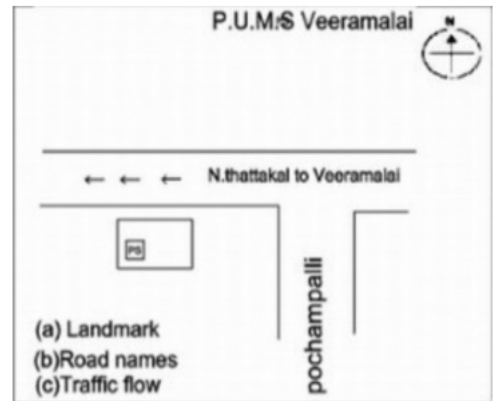 P.U.M.S Veeramalai
N
N.thattakal to Veeramalai
PS
pochampalli
(a) Landmark
(b)Road names
(c)Traffic flow